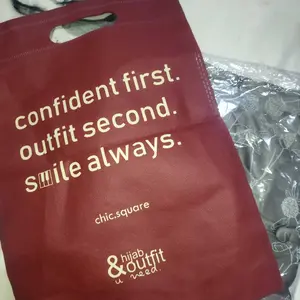 confident first.
outfit second.
smile always.
chic.square
hijab
&outfit
u need.